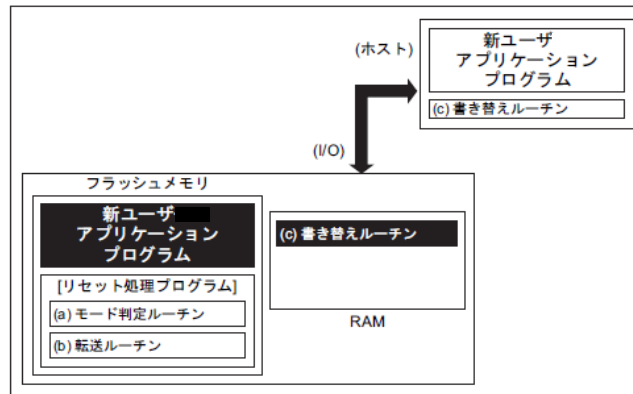 (ホスト)
新ユーザ
アプリケーション
プログラム
(c) 書き替えルーチン
(I/O)
フラッシュメモリ
新ユーザ
アプリケーション
プログラム
[リセット処理プログラム]
(a) モード判定ルーチン
(b) 転送ルーチン
(c) 書き替えルーチン
RAM